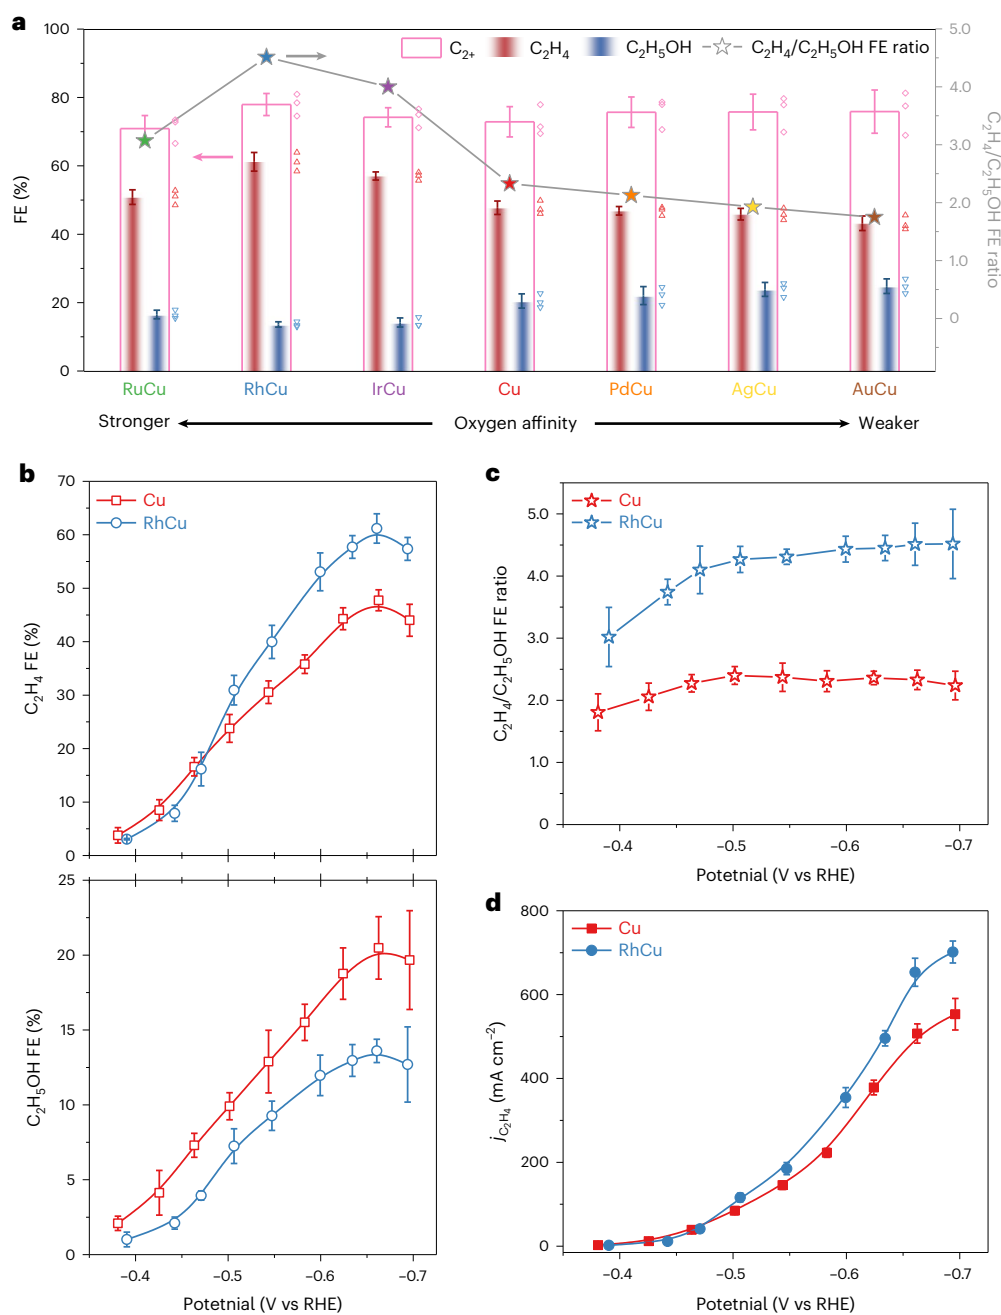 a
100
80
60
40
20
0
FE (%)
C2+ C2H4 C2H5OH C2H4/C2H5OH FE ratio
5.0
4.0
3.0
2.0
1.0
0
C2H4/C2H5OH FE ratio
RuCu RhCu IrCu Cu PdCu AgCu AuCu
Stronger Oxygen affinity Weaker
b
70
60
50
40
30
20
10
0
C2H4 FE (%)
Cu
RhCu
25
20
15
10
5
0
C2H5OH FE (%)
−0.4 −0.5 −0.6 −0.7
Potetnial (V vs RHE)
c
5.0
4.0
3.0
2.0
1.0
0
C2H4/C2H5OH FE ratio
Cu
RhCu
−0.4 −0.5 −0.6 −0.7
Potetnial (V vs RHE)
d
800
600
400
200
0
jC2H4 (mA cm−2)
Cu
RhCu
−0.4 −0.5 −0.6 −0.7
Potetnial (V vs RHE)